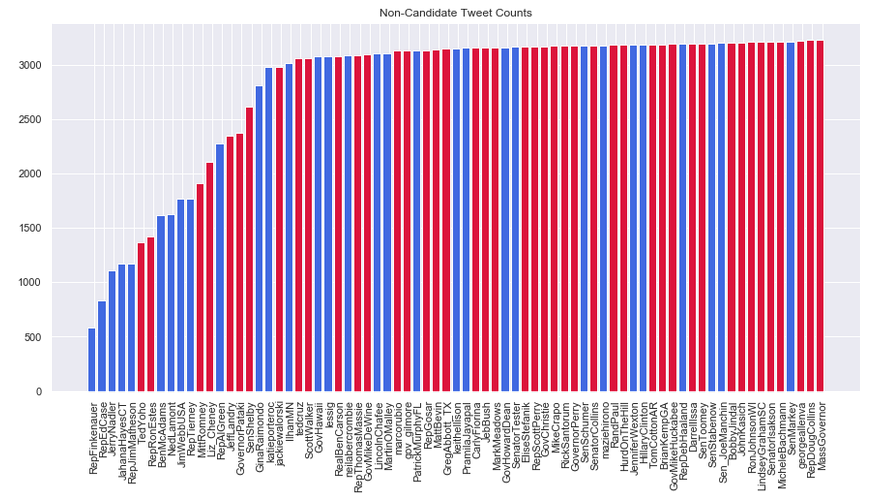 Non-Candidate Tweet Counts
3000
2500
2000
1500
1000
500
0
RepFinkenauer
RepEdCase
JerryNadler
JahanaHayesCT
RepJimMatheson
TedYoho
RepRonEstes
BenMcAdams
NedLamont
JimWebbUSA
RepTierney
MittRomney
Liz_Cheney
RepAlGreen
JeffLandry
GovernorPataki
SenShelby
GinaRaimondo
katieporteroc
jackiewalorski
IlhanMN
tedcruz
ScottWalker
GovHawaii
lessig
RealBenCarson
neilabercrombie
RepThomasMassie
GovMikeDeWine
LincolnChafee
MartinOMalley
marcorubio
gov_gilmore
PatrickMurphyFL
RepGosar
MattBevin
GregAbbott_TX
keithellison
PramilaJayapal
CarlyFiorina
JebBush
MarkMeadows
GovHowardDean
SenatorTester
EliseStefanik
RepScottPerry
GovChristie
MikeCrapo
RickSantorum
GovernorPerry
SenSchumer
SenatorCollins
maziehirono
RandPaul
HurdOnTheHill
JenniferWexton
HillaryClinton
TomCottonAR
BrianKempGA
GovMikeHuckabee
RepDebHaaland
DarrellIssa
SenToomey
SenStabenow
Sen_JoeManchin
BobbyJindal
JohnKasich
RonJohnsonWI
LindseyGrahamSC
SenatorIsakson
MicheleBachmann
SenMarkey
georgeallenva
RepDougCollins
MassGovernor